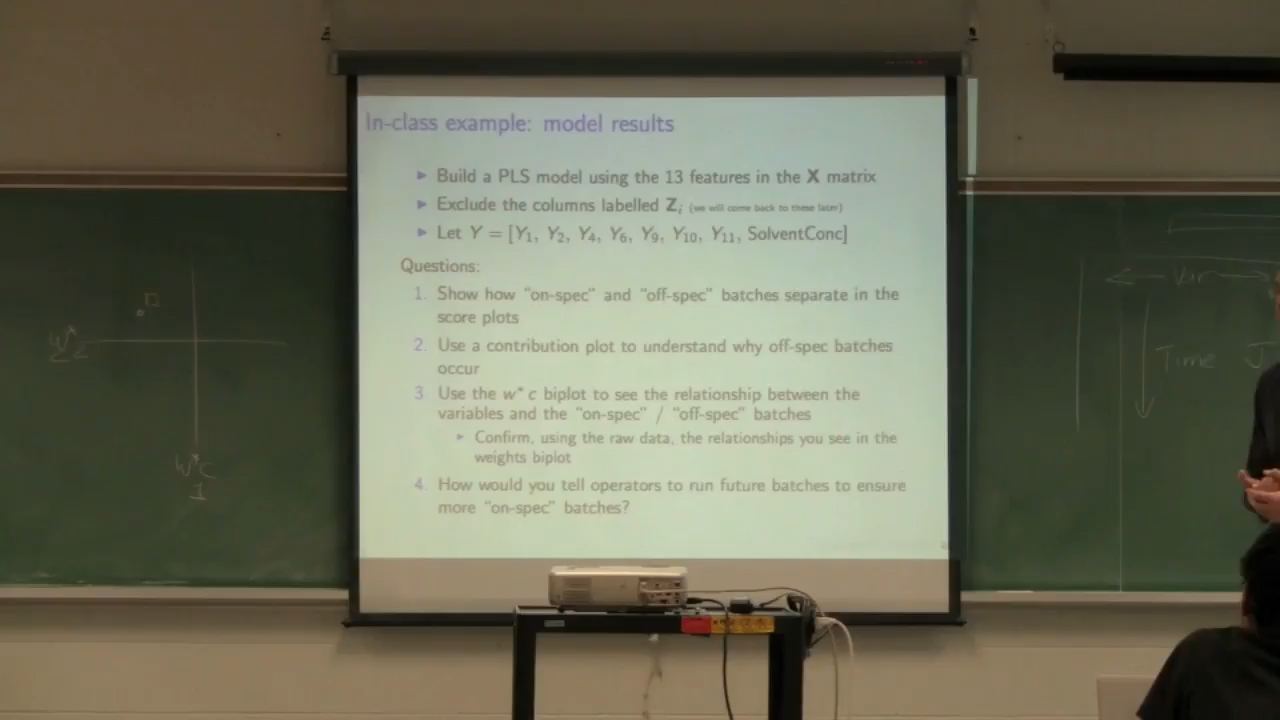 In-class example: model results
▶ Build a PLS model using the 13 features in the X matrix
▶ Exclude the columns labelled Zᵢ (we will come back to these later)
▶ Let Y = [Y₁, Y₂, Y₄, Y₆, Y₉, Y₁₀, Y₁₁, SolventConc]
Questions:
1. Show how "on-spec" and "off-spec" batches separate in the
score plots
2. Use a contribution plot to understand why off-spec batches
occur
3 Use the w*c biplot to see the relationship between the
variables and the "on-spec" / "off-spec" batches
▶ Confirm, using the raw data, the relationships you see in the
weights biplot
4. How would you tell operators to run future batches to ensure
more "on-spec" batches?
W*c
1
Var
Time